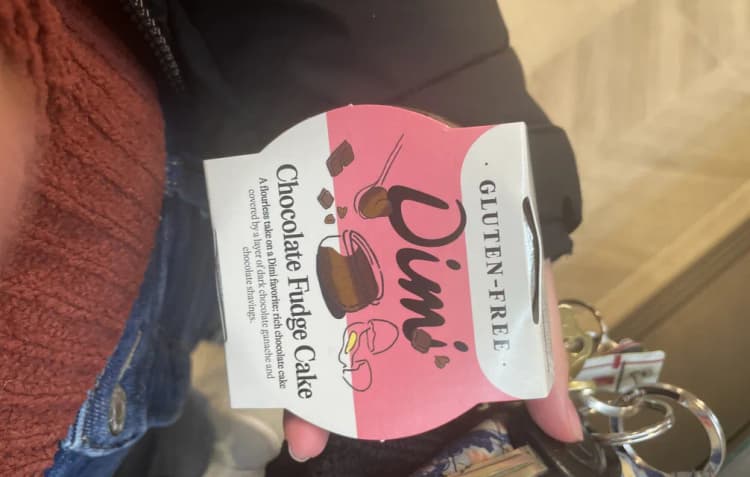 · GLUTEN-FREE ·
Dimi
Chocolate Fudge Cake
A flourless take on a Dimi favorite: rich chocolate cake
covered by a layer of dark chocolate ganache and
chocolate shavings.